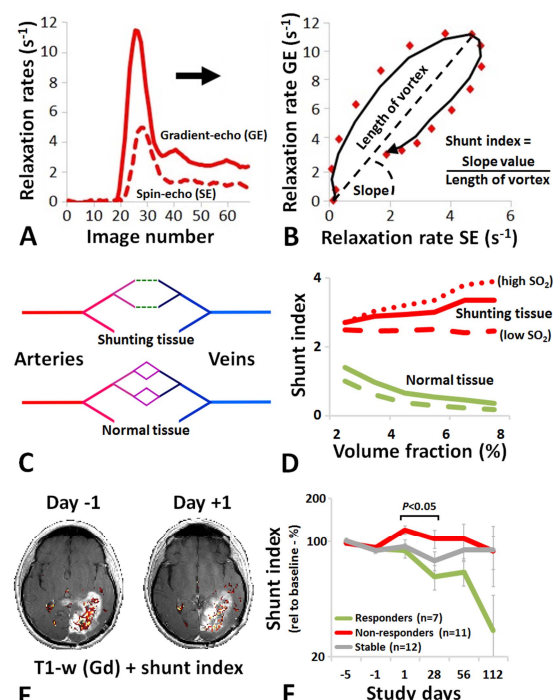 Relaxation rates (s-1)
12
10
8
6
4
2
0
Gradient-echo (GE)
Spin-echo (SE)
0 10 20 30 40 50 60
A
Image number
Relaxation rate GE (s-1)
12
10
8
6
4
2
0
Length of vortex
Slope
Shunt index =
Slope value
Length of vortex
0 2 4 6
B
Relaxation rate SE (s-1)
Shunting tissue
Arteries
Veins
Normal tissue
C
Shunt index
4
2
0
(high SO2)
Shunting tissue
(low SO2)
Normal tissue
2 4 6 8
Volume fraction (%)
D
Day -1
Day +1
T1-w (Gd) + shunt index
Shunt index
(rel to baseline - %)
200
100
20
P<0.05
Responders (n=7)
Non-responders (n=11)
Stable (n=12)
-5 -1 1 28 56 112
Study days